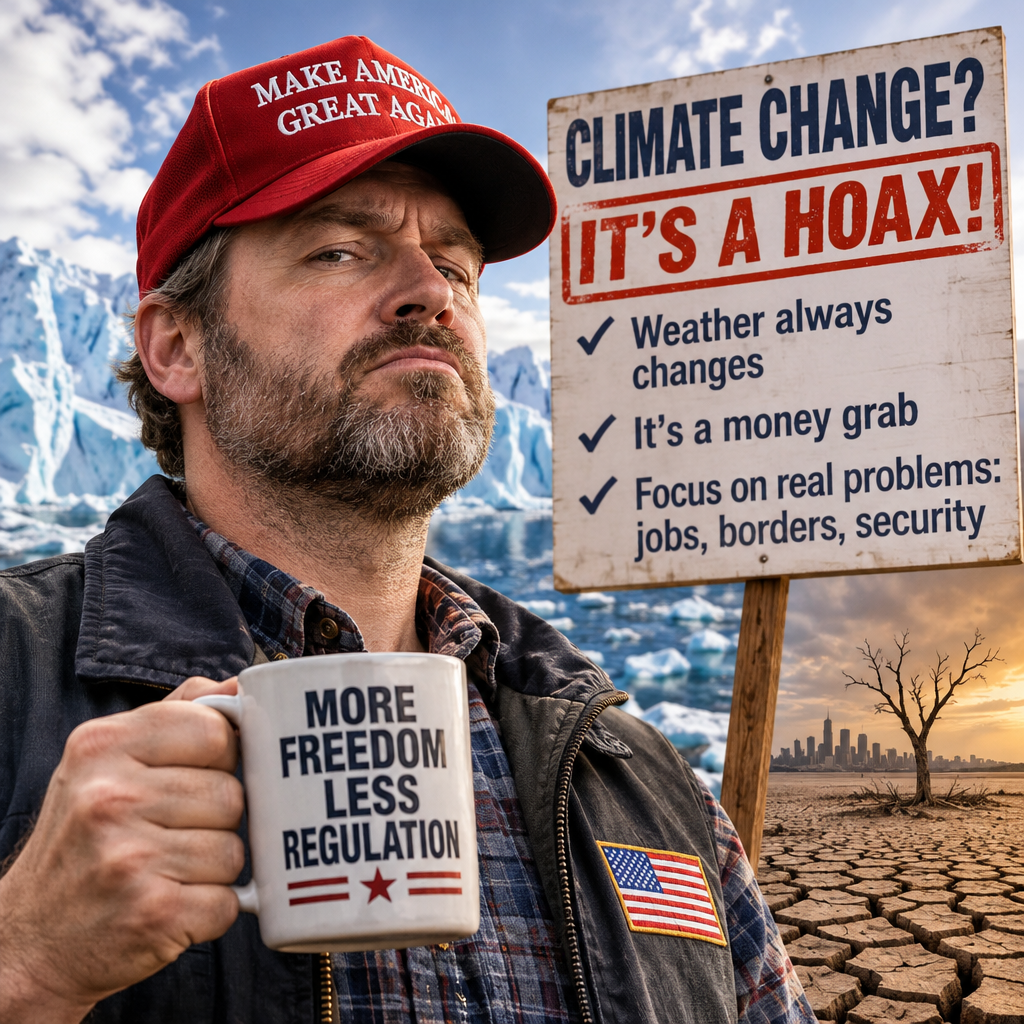 MAKE AMERICA
GREAT AGA
CLIMATE CHANGE?
IT'S A HOAX!
Weather always
changes
It's a money grab
Focus on real problems:
jobs, borders, security
MORE
FREEDOM
LESS
REGULATION